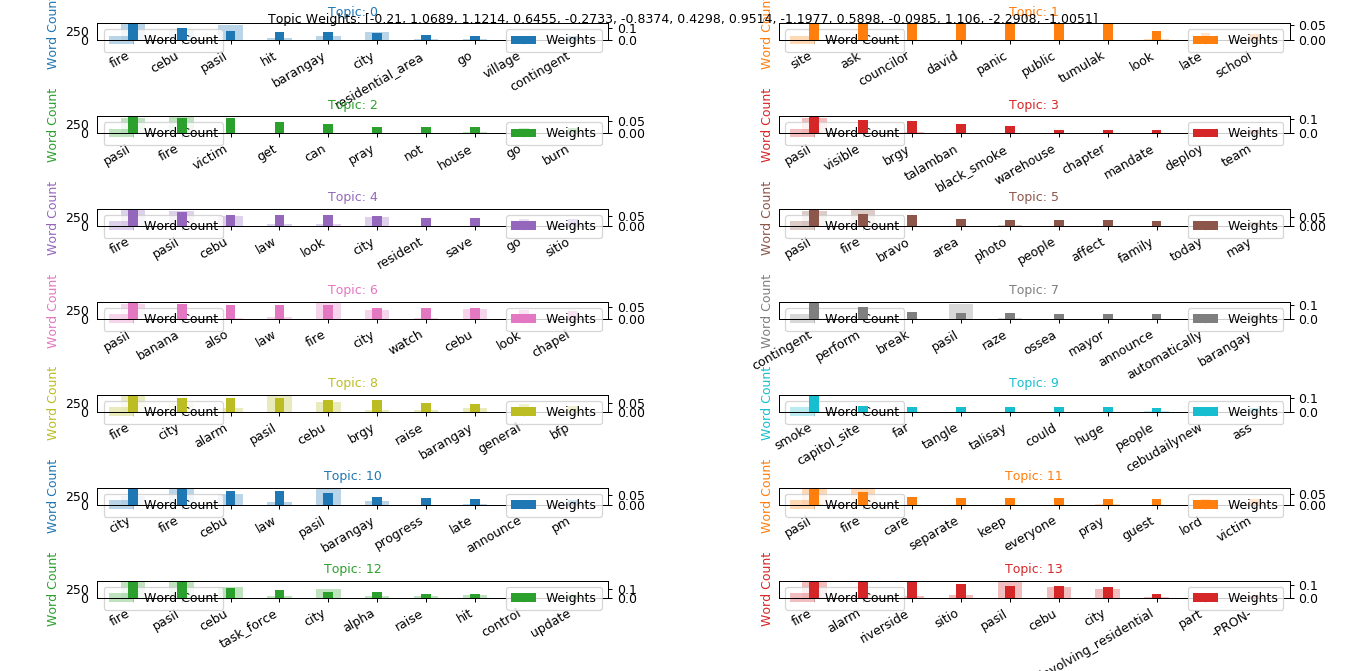 Topic Weights: [-0.21, 1.0689, 1.1214, 0.6455, -0.2733, -0.8374, 0.4298, 0.9514, -1.1977, 0.5898, -0.0985, 1.106, -2.2908, -1.0051]
Topic: 0
Word Count
250
0
0.1
0.0
Word Count
Weights
fire cebu pasil hit barangay city residential_area go village contingent
Topic: 1
Word Count
0.05
0.00
Word Count
Weights
site ask councilor david panic public tumulak look late school
Topic: 2
Word Count
250
0
0.05
0.00
Word Count
Weights
pasil fire victim get can pray not house go burn
Topic: 3
Word Count
0.1
0.0
Word Count
Weights
pasil visible brgy talamban black_smoke warehouse chapter mandate deploy team
Topic: 4
Word Count
250
0
0.05
0.00
Word Count
Weights
fire pasil cebu law look city resident save go sitio
Topic: 5
Word Count
0.05
0.00
Word Count
Weights
pasil fire bravo area photo people affect family today may
Topic: 6
Word Count
250
0
0.05
0.00
Word Count
Weights
pasil banana also law fire city watch cebu look chapel
Topic: 7
Word Count
0.1
0.0
Word Count
Weights
contingent perform break pasil raze ossea mayor announce automatically barangay
Topic: 8
Word Count
250
0
0.05
0.00
Word Count
Weights
fire city alarm pasil cebu brgy raise barangay general bfp
Topic: 9
Word Count
0.1
0.0
Word Count
Weights
smoke capitol_site far tangle talisay could huge people cebudailynew ass
Topic: 10
Word Count
250
0
0.05
0.00
Word Count
Weights
city fire cebu law pasil barangay progress late announce pm
Topic: 11
Word Count
0.05
0.00
Word Count
Weights
pasil fire care separate keep everyone pray guest lord victim
Topic: 12
Word Count
250
0
0.1
0.0
Word Count
Weights
fire pasil cebu task_force city alpha raise hit control update
Topic: 13
Word Count
0.1
0.0
Word Count
Weights
fire alarm riverside sitio pasil cebu city volving_residential part -PRON-